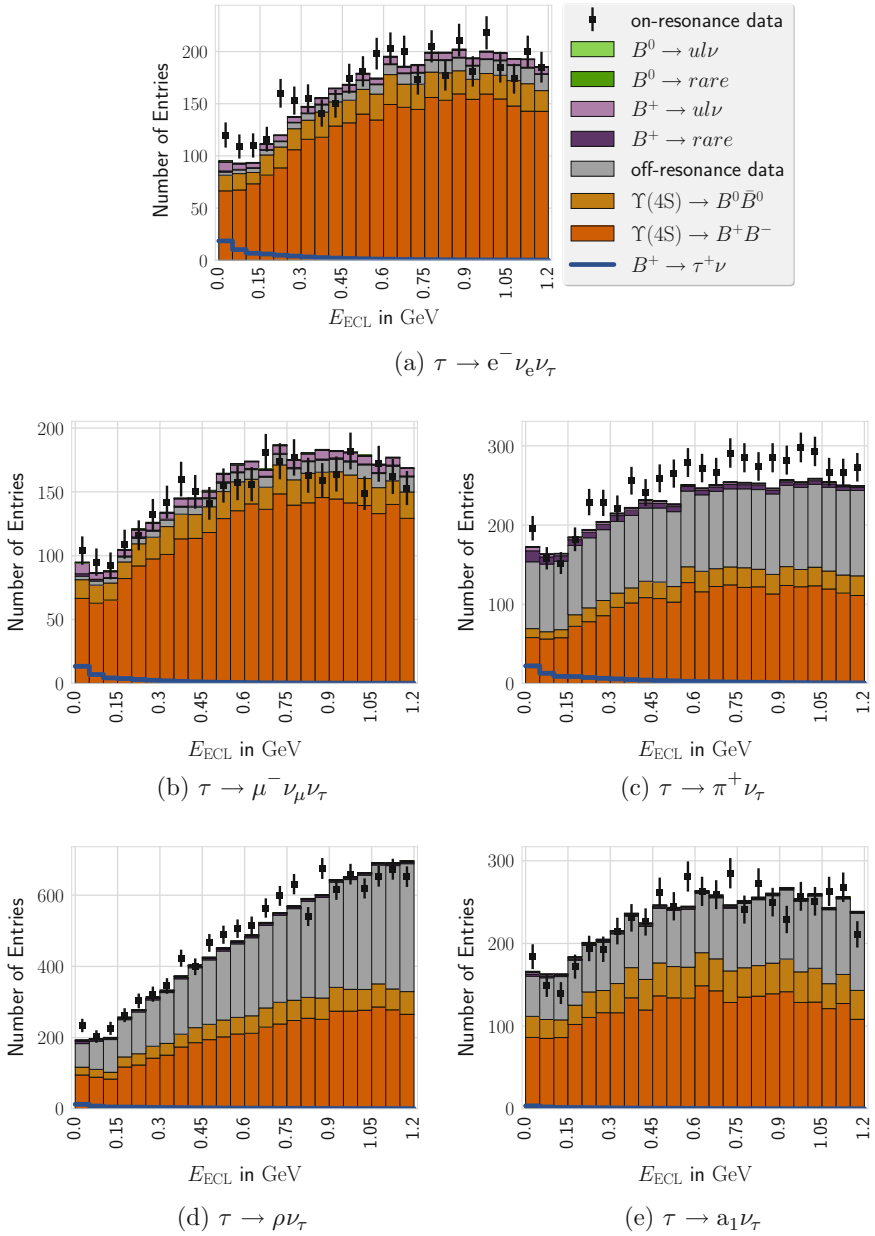 Number of Entries
200
150
100
50
0
0.0
0.15
0.3
0.45
0.6
0.75
0.9
1.05
1.2
E_ECL in GeV
on-resonance data
B⁰ → ulν
B⁰ → rare
B⁺ → ulν
B⁺ → rare
off-resonance data
Υ(4S) → B⁰B̄⁰
Υ(4S) → B⁺B⁻
B⁺ → τ⁺ν
(a) τ → e⁻ν_eν_τ
Number of Entries
200
150
100
50
0
0.0
0.15
0.3
0.45
0.6
0.75
0.9
1.05
1.2
E_ECL in GeV
(b) τ → μ⁻ν_μν_τ
Number of Entries
300
200
100
0
0.0
0.15
0.3
0.45
0.6
0.75
0.9
1.05
1.2
E_ECL in GeV
(c) τ → π⁺ν_τ
Number of Entries
600
400
200
0
0.0
0.15
0.3
0.45
0.6
0.75
0.9
1.05
1.2
E_ECL in GeV
(d) τ → ρν_τ
Number of Entries
300
200
100
0
0.0
0.15
0.3
0.45
0.6
0.75
0.9
1.05
1.2
E_ECL in GeV
(e) τ → a₁ν_τ